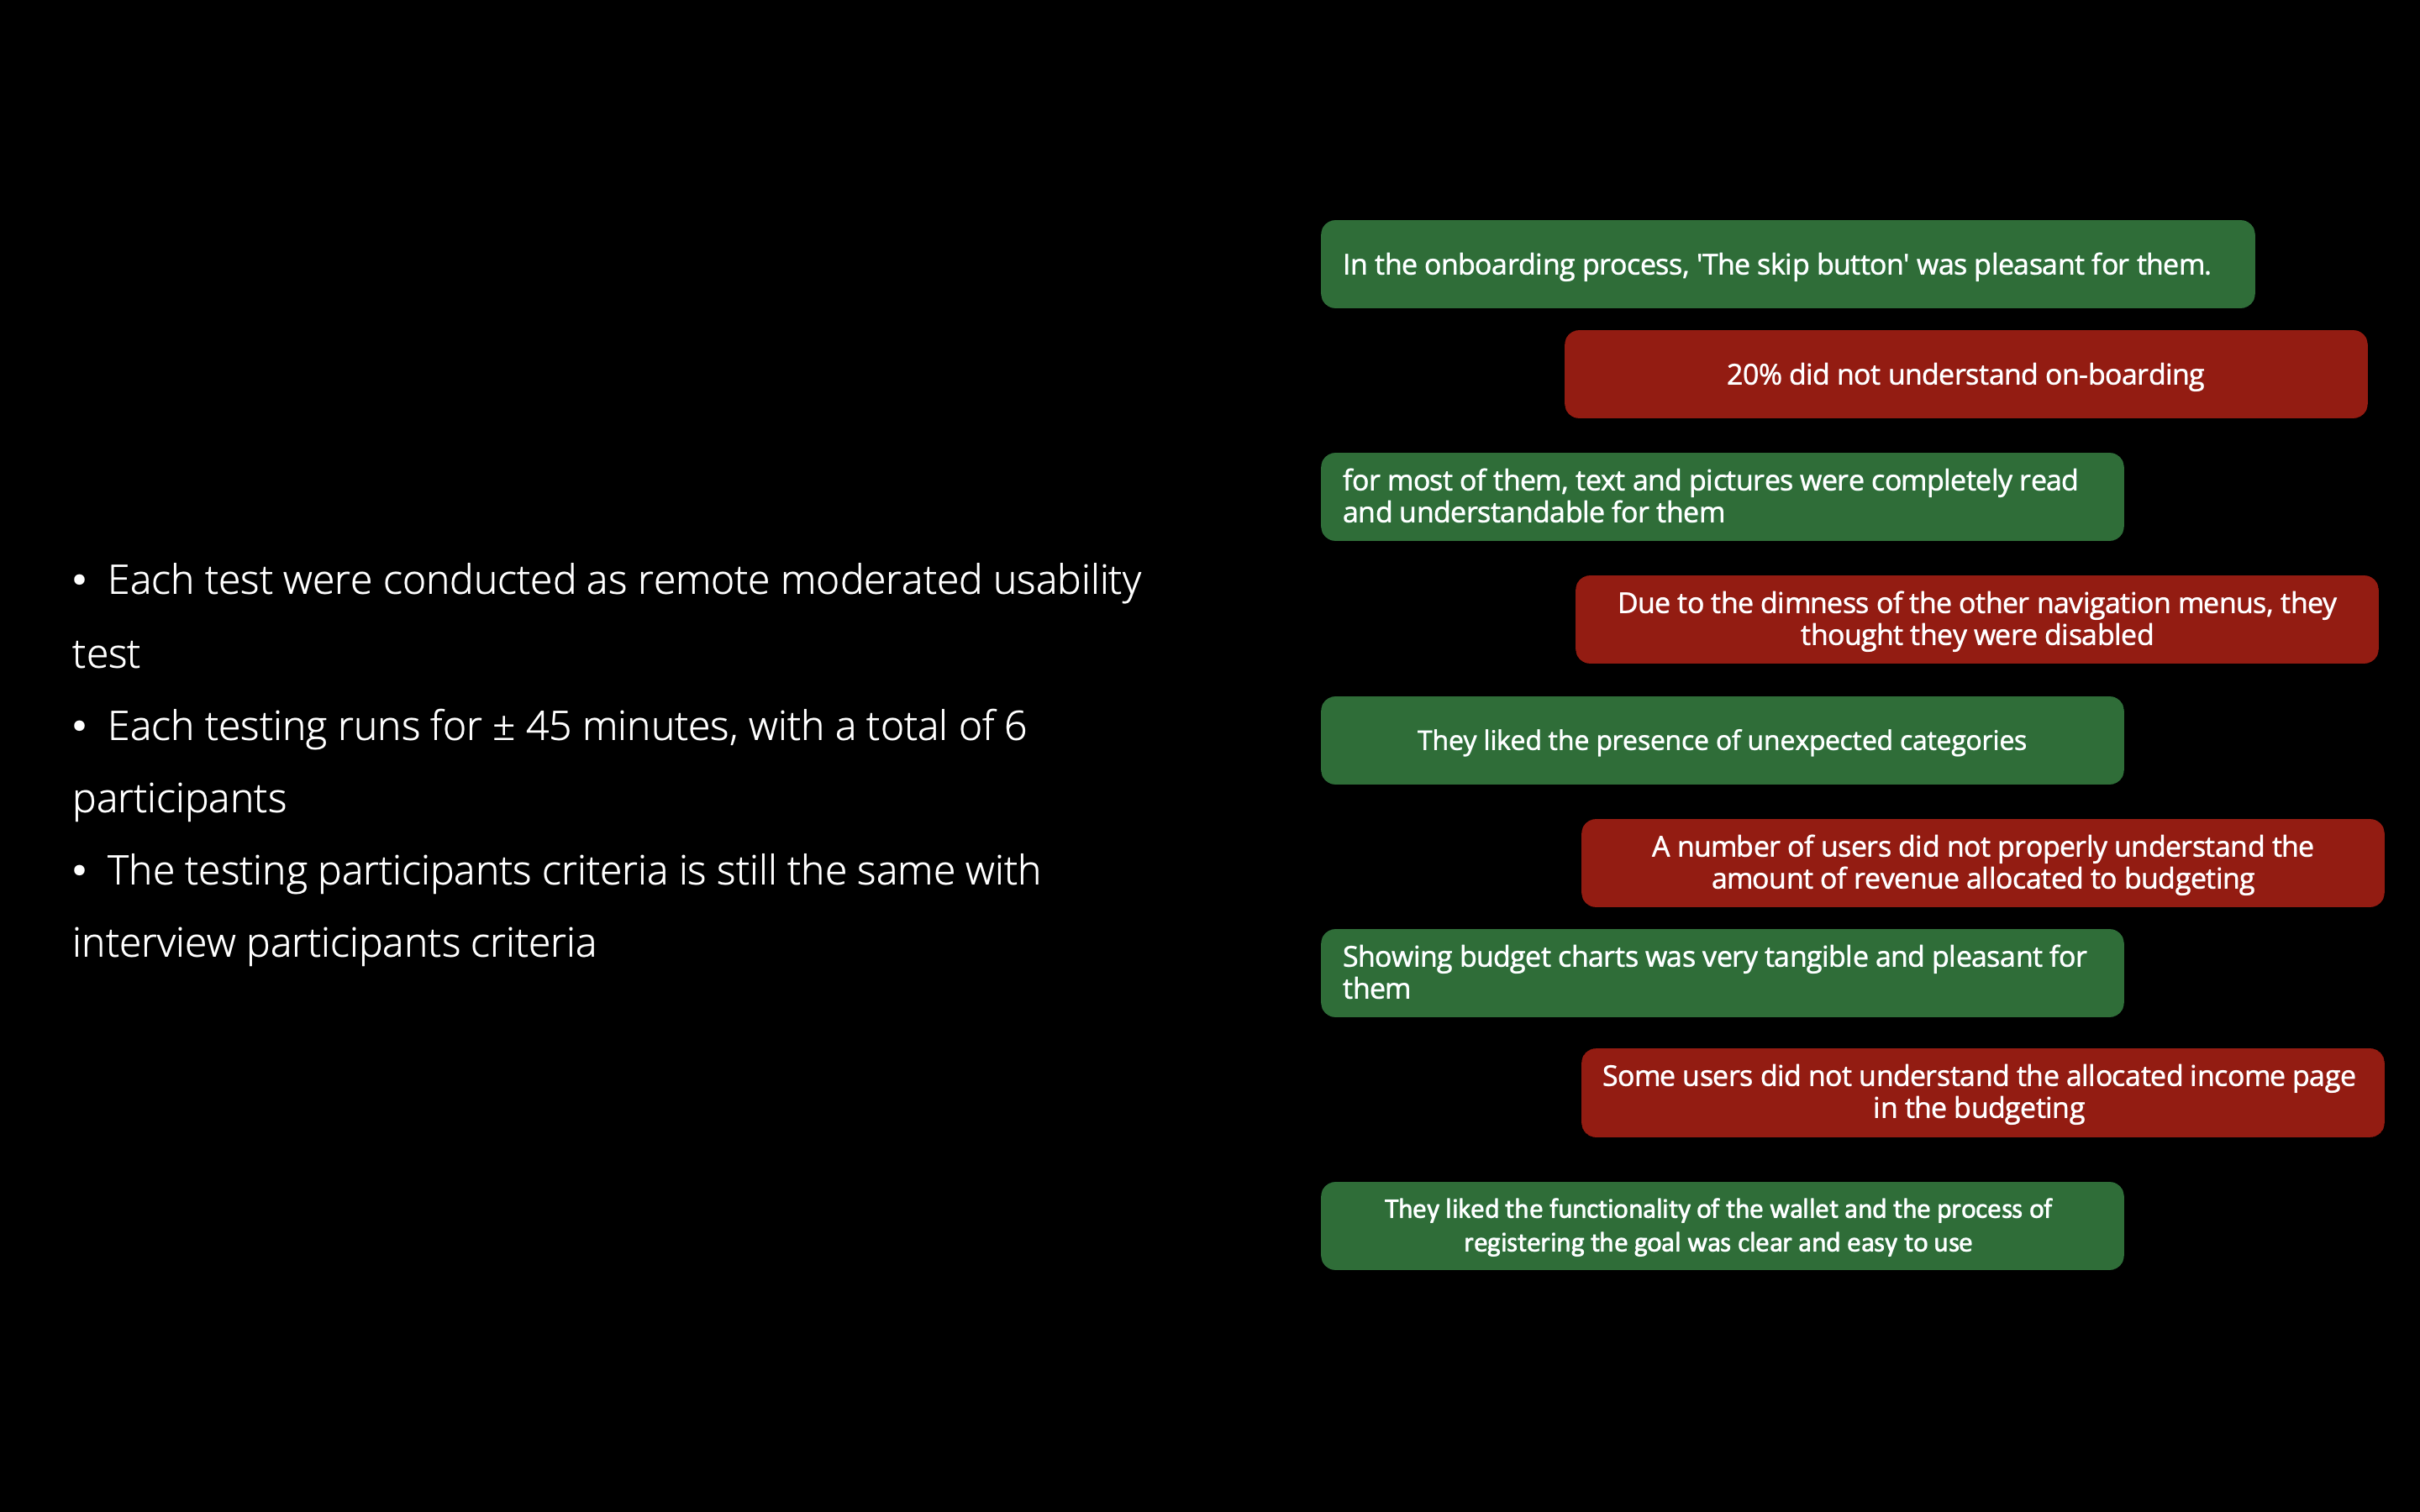 • Each test were conducted as remote moderated usability
test
• Each testing runs for ± 45 minutes, with a total of 6
participants
• The testing participants criteria is still the same with
interview participants criteria
In the onboarding process, 'The skip button' was pleasant for them.
20% did not understand on-boarding
for most of them, text and pictures were completely read
and understandable for them
Due to the dimness of the other navigation menus, they
thought they were disabled
They liked the presence of unexpected categories
A number of users did not properly understand the
amount of revenue allocated to budgeting
Showing budget charts was very tangible and pleasant for
them
Some users did not understand the allocated income page
in the budgeting
They liked the functionality of the wallet and the process of
registering the goal was clear and easy to use